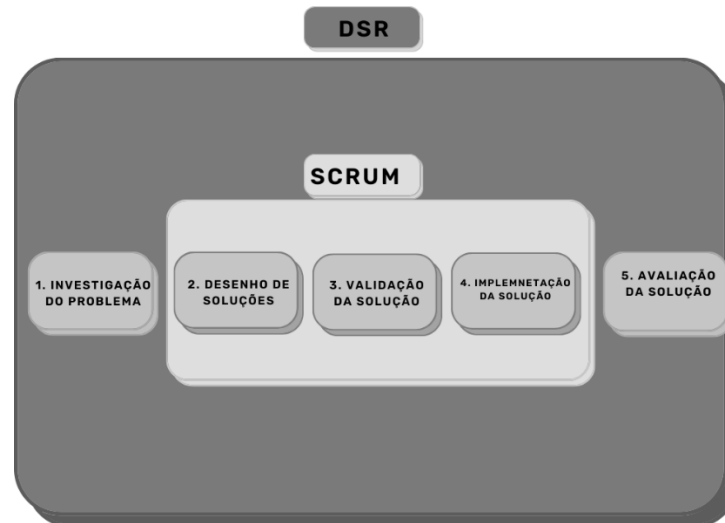 DSR
SCRUM
1. INVESTIGAÇÃO
DO PROBLEMA
2. DESENHO DE
SOLUÇÕES
3. VALIDAÇÃO
DA SOLUÇÃO
4. IMPLEMNETAÇÃO
DA SOLUÇÃO
5. AVALIAÇÃO
DA SOLUÇÃO